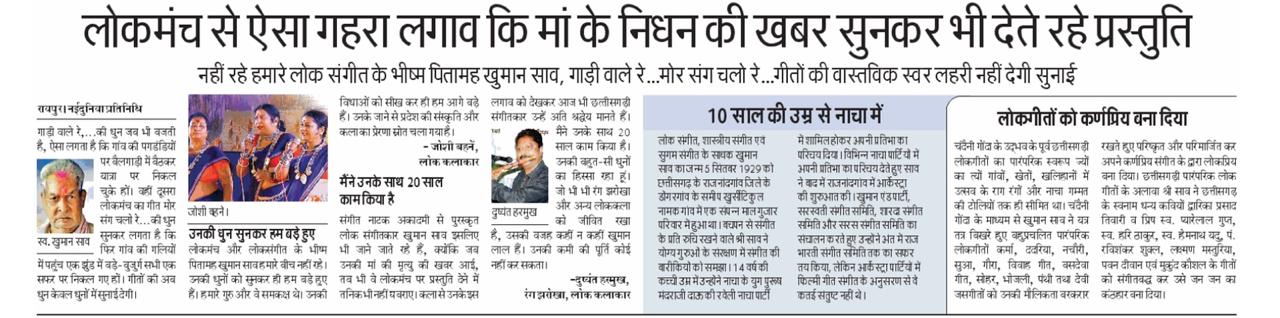 लोकमंच से ऐसा गहरा लगाव कि मां के निधन की खबर सुनकर भी देते रहे प्रस्तुति
नहीं रहे हमारे लोक संगीत के भीष्म पितामह खुमान साव, गाड़ी वाले रे...मोर संग चलो रे...गीतों की वास्तविक स्वर लहरी नहीं देगी सुनाई
रायपुर। नईदुनिया प्रतिनिधि
गाड़ी वाले रे,...की धुन जब भी बजती
है, ऐसा लगता है कि गांव की पगडंडियों
पर बैलगाड़ी में बैठकर
यात्रा पर निकल
चुके हों। वहीं दूसरा
लोकमंच का गीत मोर
संग चलो रे...की धुन
सुनकर लगता है कि
फिर गांव की गलियों
में पहुंच एक झुंड में बड़े-बुजुर्ग सभी एक
सफर पर निकल गए हों। गीतों की अब
धुन केवल धुनों में सुनाई देगी।
स्व. खुमान साव
जोशी बहनें।
उनकी धुन सुनकर हम बड़े हुए
लोकमंच और लोकसंगीत के भीष्म
पितामह खुमान साव हमारे बीच नहीं रहे।
उनकी धुनों को सुनकर ही हम बड़े हुए
हैं। हमारे गुरु और वे समकक्ष थे। उनकी
विधाओं को सीख कर ही हम आगे बढ़े
हैं। उनके जाने से प्रदेश की संस्कृति और
कला का प्रेरणा स्रोत चला गया है।
- जोशी बहनें,
लोक कलाकार
मैंने उनके साथ 20 साल
काम किया है
संगीत नाटक अकादमी से पुरस्कृत
लोक संगीतकार खुमान साव इसलिए
भी जाने जाते रहे हैं, क्योंकि जब
उनकी मां की मृत्यु की खबर आई,
तब भी वे लोकमंच पर प्रस्तुति देने में
तनिक भी नहीं घबराए। कला से उनके इस
लगाव को देखकर आज भी छत्तीसगढ़ी
संगीतकार उन्हें अति श्रद्धेय मानते हैं।
मैंने उनके साथ 20
साल काम किया है।
उनकी बहुत-सी धुनों
का हिस्सा रहा हूं।
जो भी भी रंग झरोखा
और अन्य लोककला
को जीवित रखा
है, उसकी वजह कहीं न कहीं खुमान
लाल हैं। उनकी कमी की पूर्ति कोई
नहीं कर सकता।
दुष्यंत हरमुख
-दुष्यंत हरमुख,
रंग झरोखा, लोक कलाकार
10 साल की उम्र से नाचा में
लोक संगीत, शास्त्रीय संगीत एवं
सुगम संगीत के साधक खुमान
साव का जन्म 5 सितंबर 1929 को
छत्तीसगढ़ के राजनांदगांव जिले के
डोंगरगांव के समीप खुर्सीटिकुल
नामक गांव में एक संपन्न माल गुजार
परिवार में हुआ था। बचपन से संगीत
के प्रति रुचि रखने वाले श्री साव ने
योग्य गुरुओं के संरक्षण में संगीत की
बारीकियों को समझा। 14 वर्ष की
कच्ची उम्र में उन्होंने नाचा के युग पुरूष
मंदराजी दाऊ की रवेली नाचा पार्टी
में शामिल होकर अपनी प्रतिभा का
परिचय दिया। विभिन्न नाचा पार्टियों में
अपनी प्रतिभा का परिचय देते हुए साव
ने बाद में राजनांदगांव में आर्केस्ट्रा
की शुरुआत की। खुमान एंड पार्टी,
सरस्वती संगीत समिति, शारदा संगीत
समिति और सरस संगीत समिति का
संचालन करते हुए उन्होंने अंत में राज
भारती संगीत समिति तक का सफर
तय किया, लेकिन आर्केस्ट्रा पार्टियों में
फिल्मी गीत संगीत के अनुसरण से वे
कतई संतुष्ट नहीं थे।
लोकगीतों को कर्णप्रिय बना दिया
चंदैनी गोंदा के उद्भव के पूर्व छत्तीसगढ़ी
लोकगीतों का पारंपरिक स्वरूप ज्यों
का त्यों गांवों, खेतों, खलिहानों में
उत्सव के राग रंगों और नाचा गम्मत
की टोलियों तक ही सीमित था। चंदैनी
गोंदा के माध्यम से खुमान साव ने यत्र
तत्र बिखरे हुए बहुप्रचलित पारंपरिक
लोकगीतों कर्मा, ददरिया, नचौरी,
सुआ, गौरा, विवाह गीत, बसदेवा
गीत, सोहर, भोजली, पंथी तथा देवी
जसगीतों को उनकी मौलिकता बरकरार
रखते हुए परिष्कृत और परिमार्जित कर
अपने कर्णप्रिय संगीत के द्वारा लोकप्रिय
बना दिया। छत्तीसगढ़ी पारंपरिक लोक
गीतों के अलावा श्री साव ने छत्तीसगढ़
के स्वनाम धन्य कवियों द्वारिका प्रसाद
तिवारी व प्रिप स्व. प्यारेलाल गुप्त,
स्व. हरि ठाकुर, स्व. हेमनाथ यदु, पं.
रविशंकर शुक्ल, लक्ष्मण मस्तुरिया,
पवन दीवान एवं मुकुंद कौशल के गीतों
को संगीतबद्ध कर उसे जन जन का
कंठहार बना दिया।